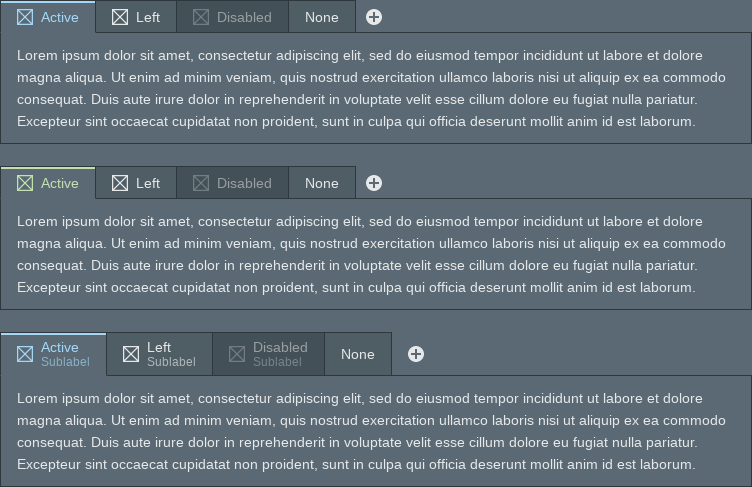 Active Left Disabled None
Lorem ipsum dolor sit amet, consectetur adipiscing elit, sed do eiusmod tempor incididunt ut labore et dolore
magna aliqua. Ut enim ad minim veniam, quis nostrud exercitation ullamco laboris nisi ut aliquip ex ea commodo
consequat. Duis aute irure dolor in reprehenderit in voluptate velit esse cillum dolore eu fugiat nulla pariatur.
Excepteur sint occaecat cupidatat non proident, sunt in culpa qui officia deserunt mollit anim id est laborum.
Active Left Disabled None
Lorem ipsum dolor sit amet, consectetur adipiscing elit, sed do eiusmod tempor incididunt ut labore et dolore
magna aliqua. Ut enim ad minim veniam, quis nostrud exercitation ullamco laboris nisi ut aliquip ex ea commodo
consequat. Duis aute irure dolor in reprehenderit in voluptate velit esse cillum dolore eu fugiat nulla pariatur.
Excepteur sint occaecat cupidatat non proident, sunt in culpa qui officia deserunt mollit anim id est laborum.
Active Left Disabled None
Sublabel Sublabel Sublabel
Lorem ipsum dolor sit amet, consectetur adipiscing elit, sed do eiusmod tempor incididunt ut labore et dolore
magna aliqua. Ut enim ad minim veniam, quis nostrud exercitation ullamco laboris nisi ut aliquip ex ea commodo
consequat. Duis aute irure dolor in reprehenderit in voluptate velit esse cillum dolore eu fugiat nulla pariatur.
Excepteur sint occaecat cupidatat non proident, sunt in culpa qui officia deserunt mollit anim id est laborum.